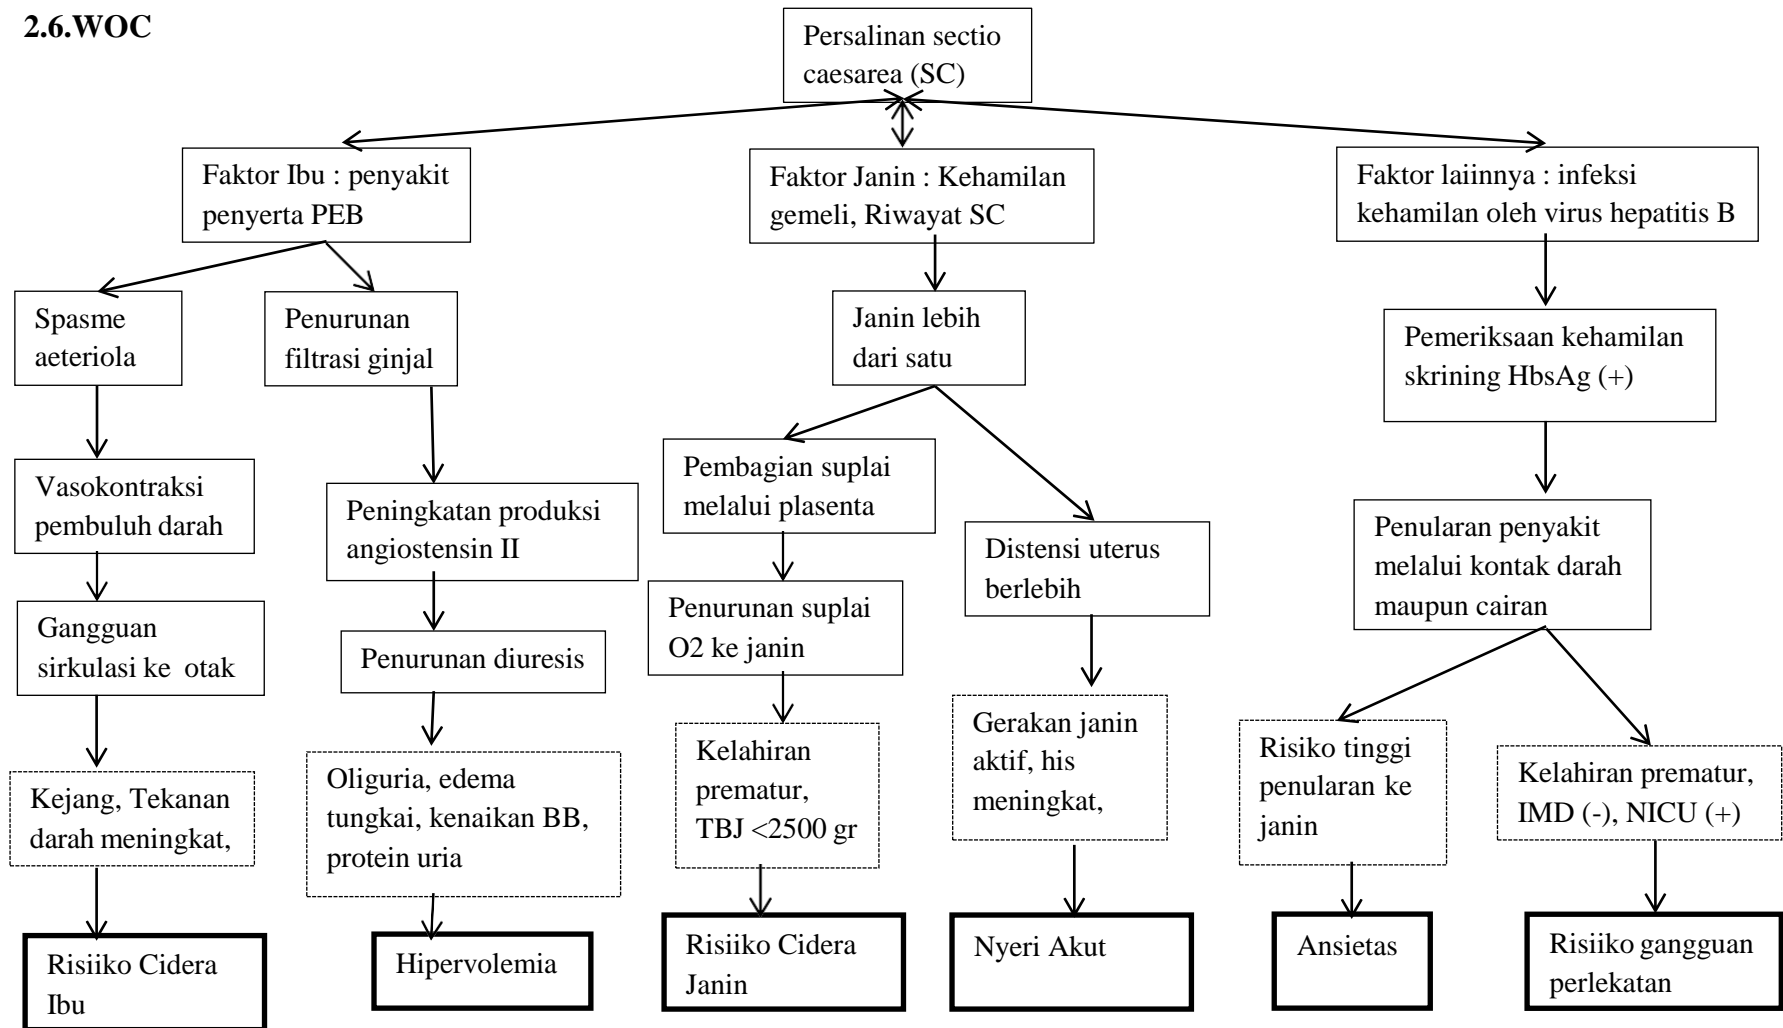 2.6.WOC
Persalinan sectio
caesarea (SC)
Faktor Ibu : penyakit
penyerta PEB
Faktor Janin : Kehamilan
gemeli, Riwayat SC
Faktor laiinnya : infeksi
kehamilan oleh virus hepatitis B
Spasme
aeteriola
Penurunan
filtrasi ginjal
Janin lebih
dari satu
Pemeriksaan kehamilan
skrining HbsAg (+)
Vasokontraksi
pembuluh darah
Peningkatan produksi
angiostensin II
Pembagian suplai
melalui plasenta
Distensi uterus
berlebih
Penularan penyakit
melalui kontak darah
maupun cairan
Gangguan
sirkulasi ke otak
Penurunan diuresis
Penurunan suplai
O2 ke janin
Kejang, Tekanan
darah meningkat,
Oliguria, edema
tungkai, kenaikan BB,
protein uria
Kelahiran
prematur,
TBJ <2500 gr
Gerakan janin
aktif, his
meningkat,
Risiko tinggi
penularan ke
janin
Kelahiran prematur,
IMD (-), NICU (+)
Risiiko Cidera
Ibu
Hipervolemia
Risiiko Cidera
Janin
Nyeri Akut
Ansietas
Risiiko gangguan
perlekatan